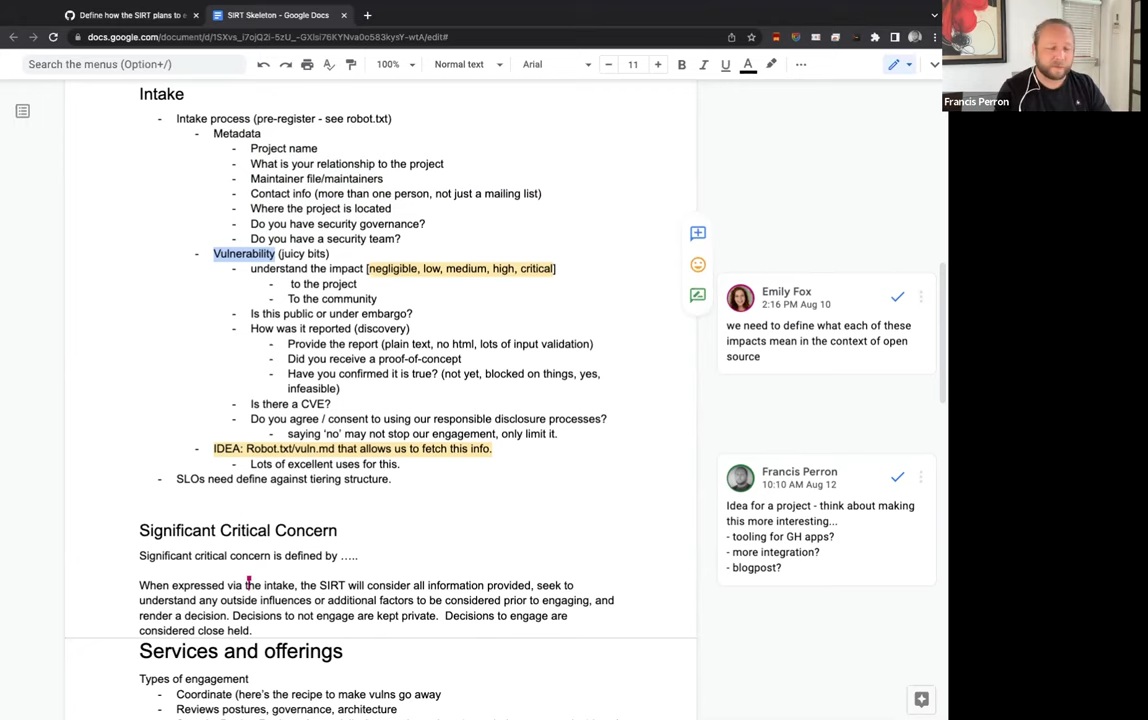 Define how the SIRT plans to e
SIRT Skeleton - Google Docs
docs.google.com/document/d/1SXvs_i7ojQ2i-5zU_-GXlsi76KYNva0o583kysY-wtA/edit#
Search the menus (Option+/)
100%
Normal text
Arial
11
B I U A
Francis Perron
Intake
- Intake process (pre-register - see robot.txt)
- Metadata
- Project name
- What is your relationship to the project
- Maintainer file/maintainers
- Contact info (more than one person, not just a mailing list)
- Where the project is located
- Do you have security governance?
- Do you have a security team?
- Vulnerability (juicy bits)
- understand the impact [negligible, low, medium, high, critical]
- to the project
- To the community
- Is this public or under embargo?
- How was it reported (discovery)
- Provide the report (plain text, no html, lots of input validation)
- Did you receive a proof-of-concept
- Have you confirmed it is true? (not yet, blocked on things, yes,
infeasible)
- Is there a CVE?
- Do you agree / consent to using our responsible disclosure processes?
- saying ‘no’ may not stop our engagement, only limit it.
- IDEA: Robot.txt/vuln.md that allows us to fetch this info.
- Lots of excellent uses for this.
- SLOs need define against tiering structure.
Significant Critical Concern
Significant critical concern is defined by …..
When expressed via the intake, the SIRT will consider all information provided, seek to
understand any outside influences or additional factors to be considered prior to engaging, and
render a decision. Decisions to not engage are kept private. Decisions to engage are
considered close held.
Services and offerings
Types of engagement
- Coordinate (here’s the recipe to make vulns go away
- Reviews postures, governance, architecture
Emily Fox
2:16 PM Aug 10
we need to define what each of these
impacts mean in the context of open
source
Francis Perron
10:10 AM Aug 12
Idea for a project - think about making
this more interesting...
- tooling for GH apps?
- more integration?
- blogpost?